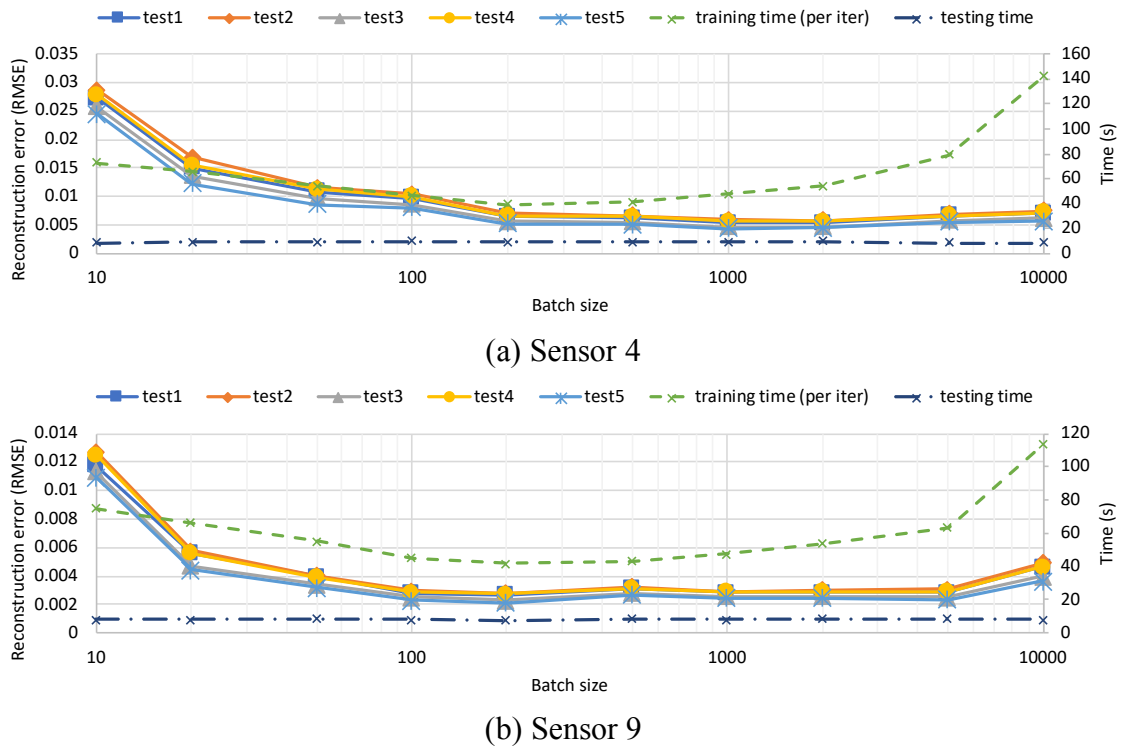 test1 test2 test3 test4 test5 training time (per iter) testing time
Reconstruction error (RMSE)
0.035
0.03
0.025
0.02
0.015
0.01
0.005
0
160
140
120
100
80
60
40
20
0
Time (s)
10 100 1000 10000
Batch size
(a) Sensor 4
test1 test2 test3 test4 test5 training time (per iter) testing time
Reconstruction error (RMSE)
0.014
0.012
0.01
0.008
0.006
0.004
0.002
0
120
100
80
60
40
20
0
Time (s)
10 100 1000 10000
Batch size
(b) Sensor 9